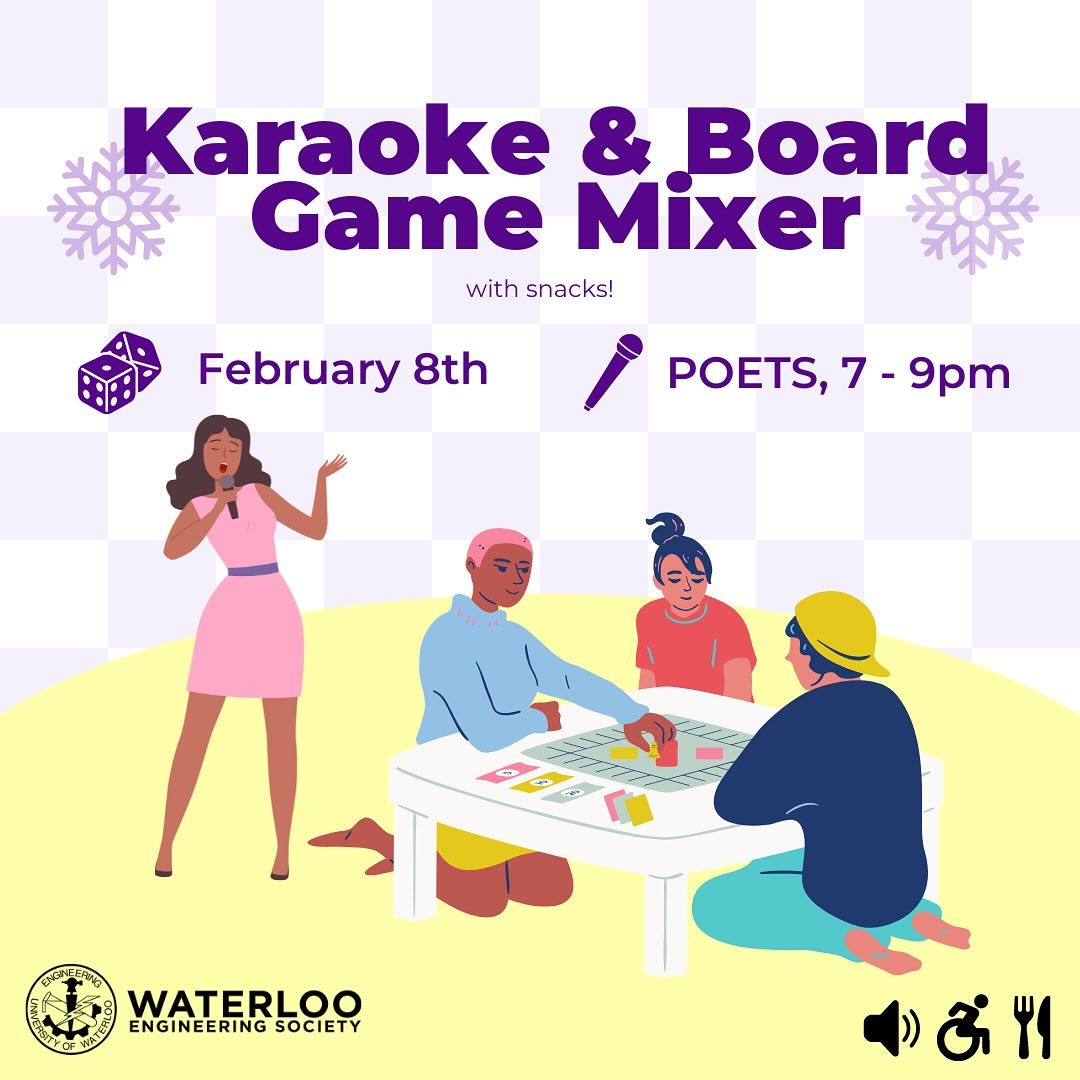 Karaoke & Board
Game Mixer
with snacks!
February 8th
POETS, 7 - 9pm
ENGINEERING
UNIVERSITY OF WATERLOO
WATERLOO
ENGINEERING SOCIETY